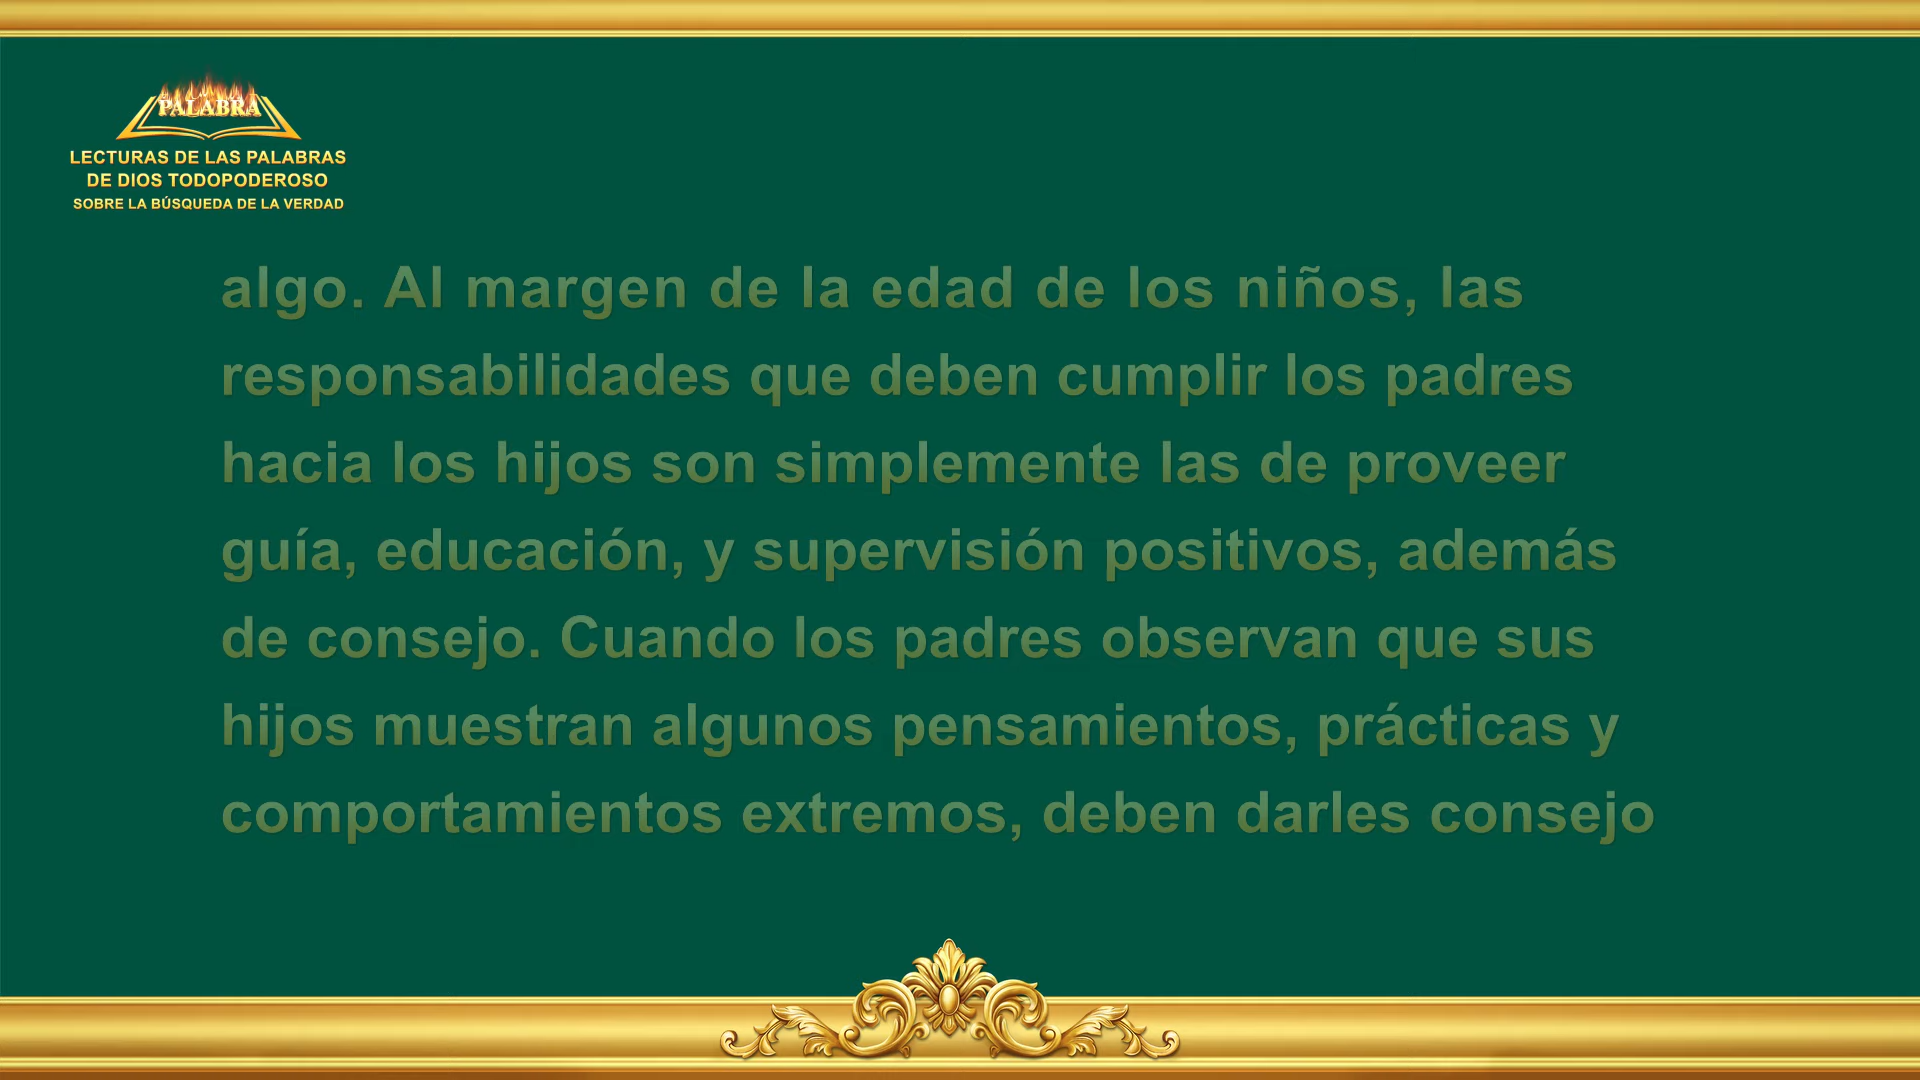 PALABRA
LECTURAS DE LAS PALABRAS
DE DIOS TODOPODEROSO
SOBRE LA BÚSQUEDA DE LA VERDAD
algo. Al margen de la edad de los niños, las
responsabilidades que deben cumplir los padres
hacia los hijos son simplemente las de proveer
guía, educación, y supervisión positivos, además
de consejo. Cuando los padres observan que sus
hijos muestran algunos pensamientos, prácticas y
comportamientos extremos, deben darles consejo